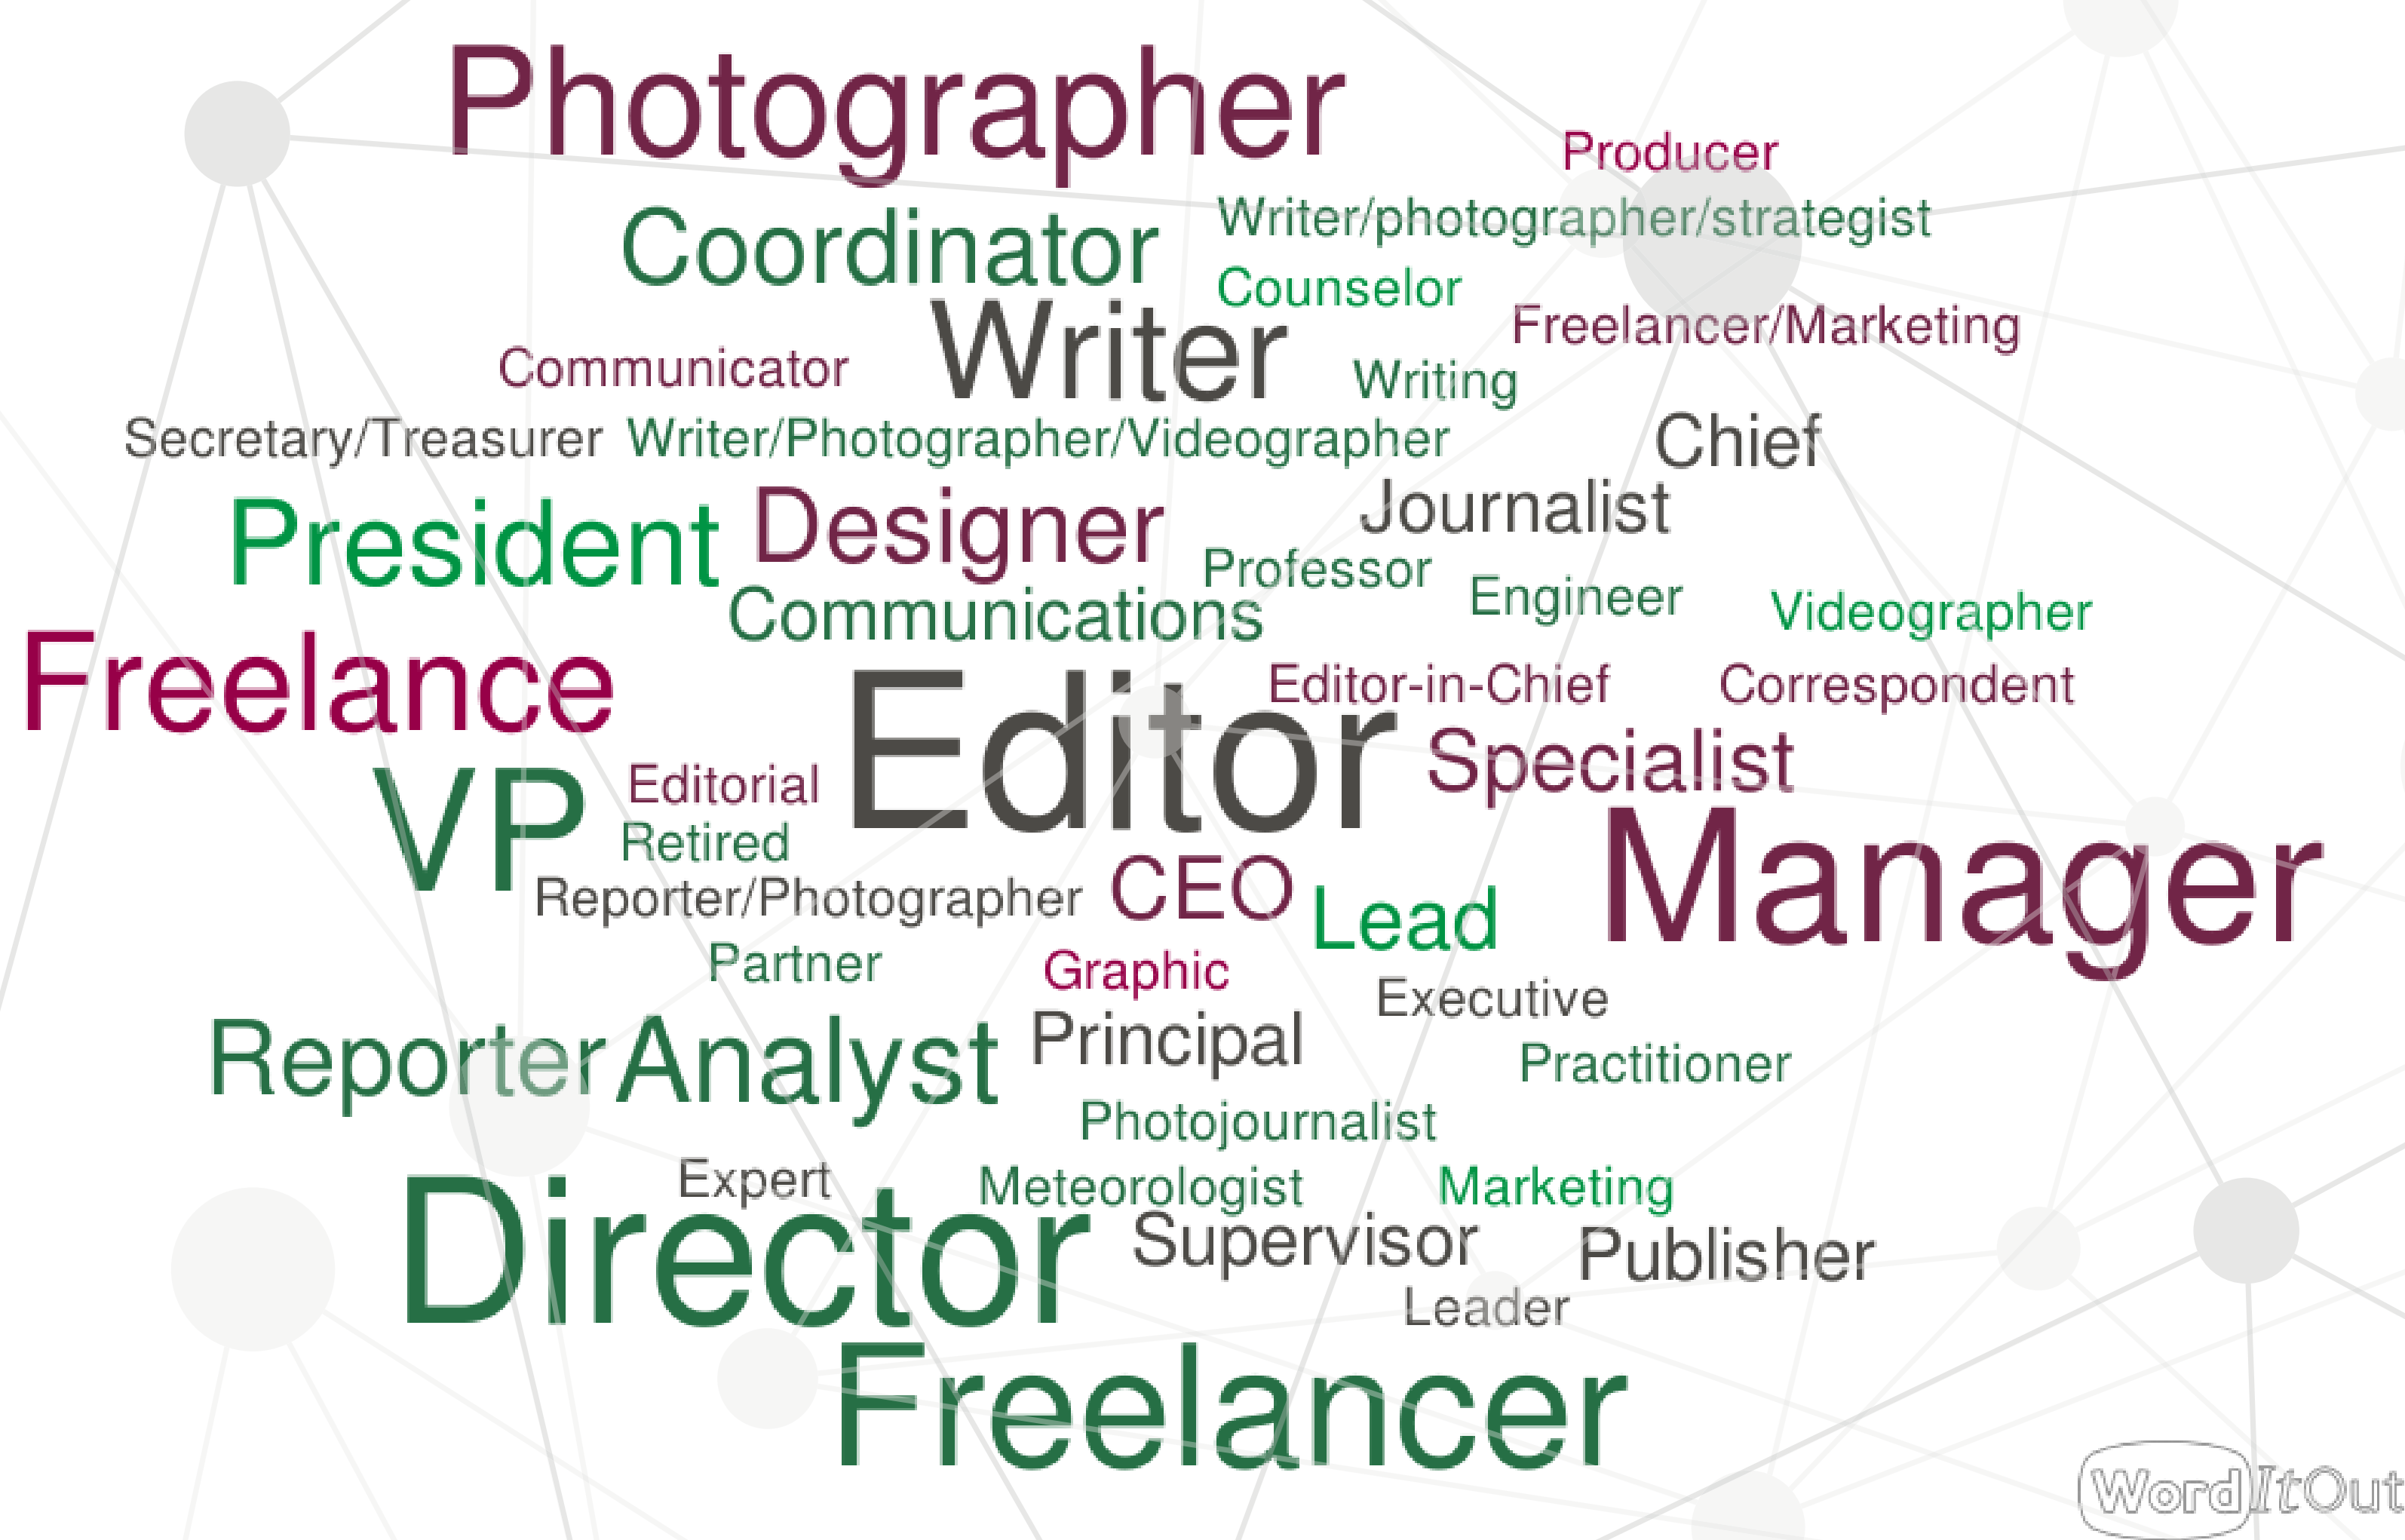 Photographer
Producer
Writer/photographer/strategist
Coordinator
Counselor
Freelancer/Marketing
Writer
Communicator
Writing
Secretary/Treasurer
Writer/Photographer/Videographer
Chief
Journalist
President
Designer
Professor
Engineer
Videographer
Communications
Freelance
Editor-in-Chief
Correspondent
Editor
Specialist
VP
Editorial
Retired
Manager
Reporter/Photographer
CEO
Lead
Partner
Graphic
Executive
Reporter
Analyst
Principal
Practitioner
Photojournalist
Expert
Meteorologist
Marketing
Director
Supervisor
Publisher
Leader
Freelancer
WordItOut